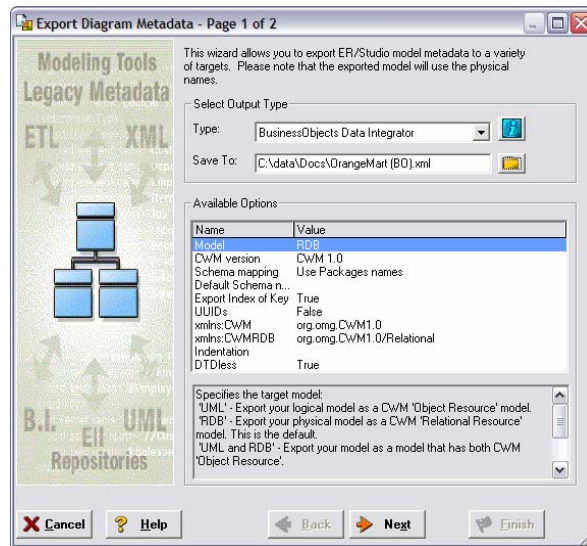 Export Diagram Metadata - Page 1 of 2
Modeling Tools
Legacy Metadata
ETL XML
B.I. EII UML
Repositories
This wizard allows you to export ER/Studio model metadata to a variety
of targets. Please note that the exported model will use the physical
names.
Select Output Type
Type: BusinessObjects Data Integrator
Save To: C:\data\Docs\OrangeMart (BO).xml
Available Options
Name Value
Model RDB
CWM version CWM 1.0
Schema mapping Use Packages names
Default Schema n...
Export Index of Key True
UUIDs False
xmlns:CWM org.omg.CWM1.0
xmlns:CWMRDB org.omg.CWM1.0/Relational
Indentation
DTDless True
Specifies the target model:
'UML' - Export your logical model as a CWM 'Object Resource' model.
'RDB' - Export your physical model as a CWM 'Relational Resource'
model. This is the default.
'UML and RDB' - Export your model as a model that has both CWM
'Object Resource'.
Cancel Help Back Next Finish